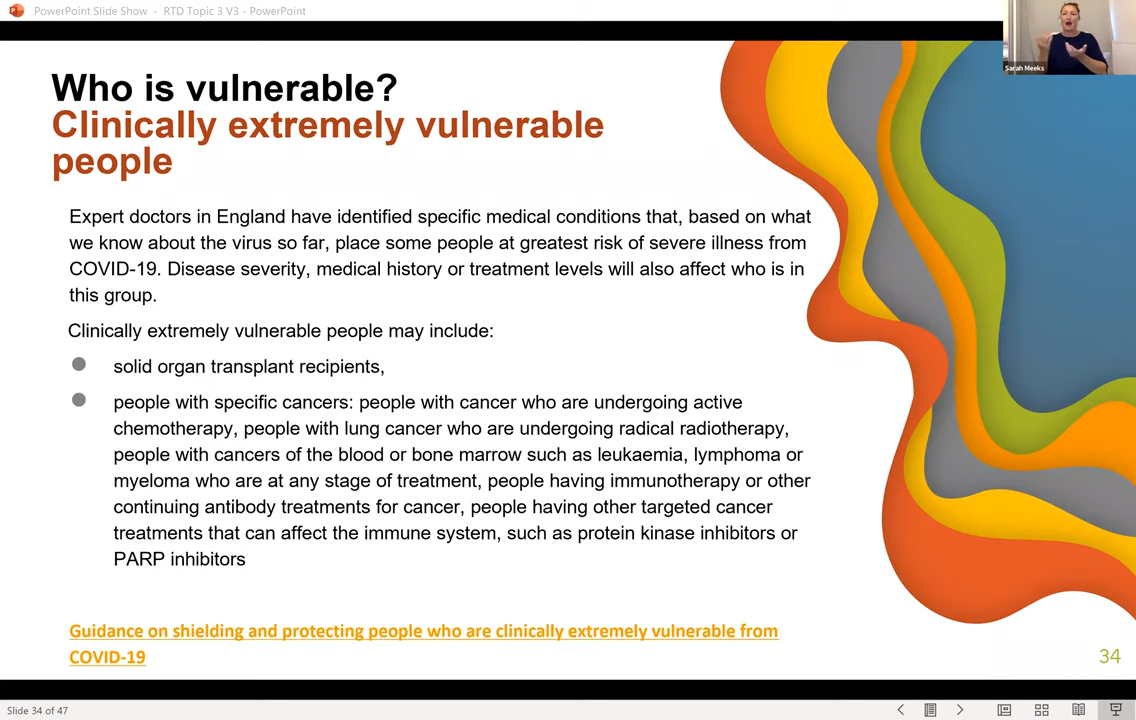 PowerPoint Slide Show - RTD Topic 3 V3 - PowerPoint
Sarah Meeks
Who is vulnerable?
Clinically extremely vulnerable
people
Expert doctors in England have identified specific medical conditions that, based on what
we know about the virus so far, place some people at greatest risk of severe illness from
COVID-19. Disease severity, medical history or treatment levels will also affect who is in
this group.
Clinically extremely vulnerable people may include:
solid organ transplant recipients,
people with specific cancers: people with cancer who are undergoing active
chemotherapy, people with lung cancer who are undergoing radical radiotherapy,
people with cancers of the blood or bone marrow such as leukaemia, lymphoma or
myeloma who are at any stage of treatment, people having immunotherapy or other
continuing antibody treatments for cancer, people having other targeted cancer
treatments that can affect the immune system, such as protein kinase inhibitors or
PARP inhibitors
Guidance on shielding and protecting people who are clinically extremely vulnerable from
COVID-19
34
Slide 34 of 47